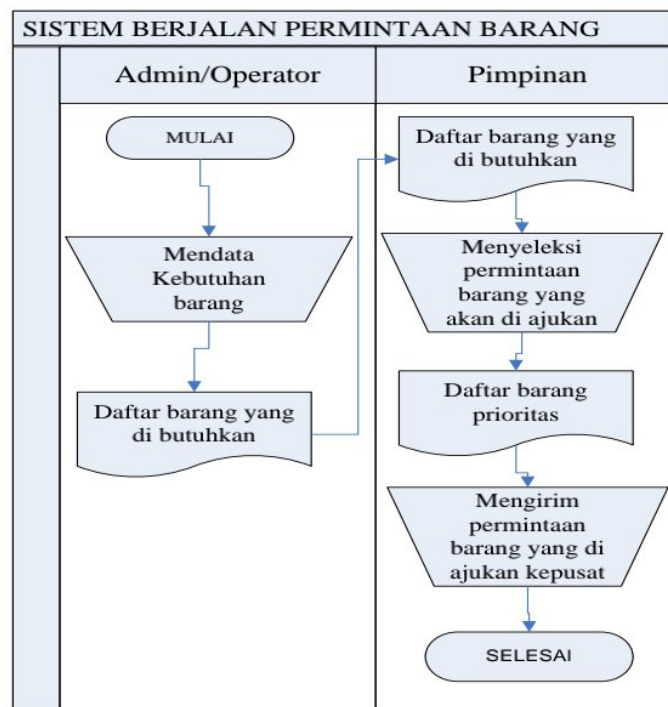 SISTEM BERJALAN PERMINTAAN BARANG
Admin/Operator
Pimpinan
MULAI
Mendata
Kebutuhan
barang
Daftar barang yang
di butuhkan
Daftar barang yang
di butuhkan
Menyeleksi
permintaan
barang yang
akan di ajukan
Daftar barang
prioritas
Mengirim
permintaan
barang yang di
ajukan kepusat
SELESAI